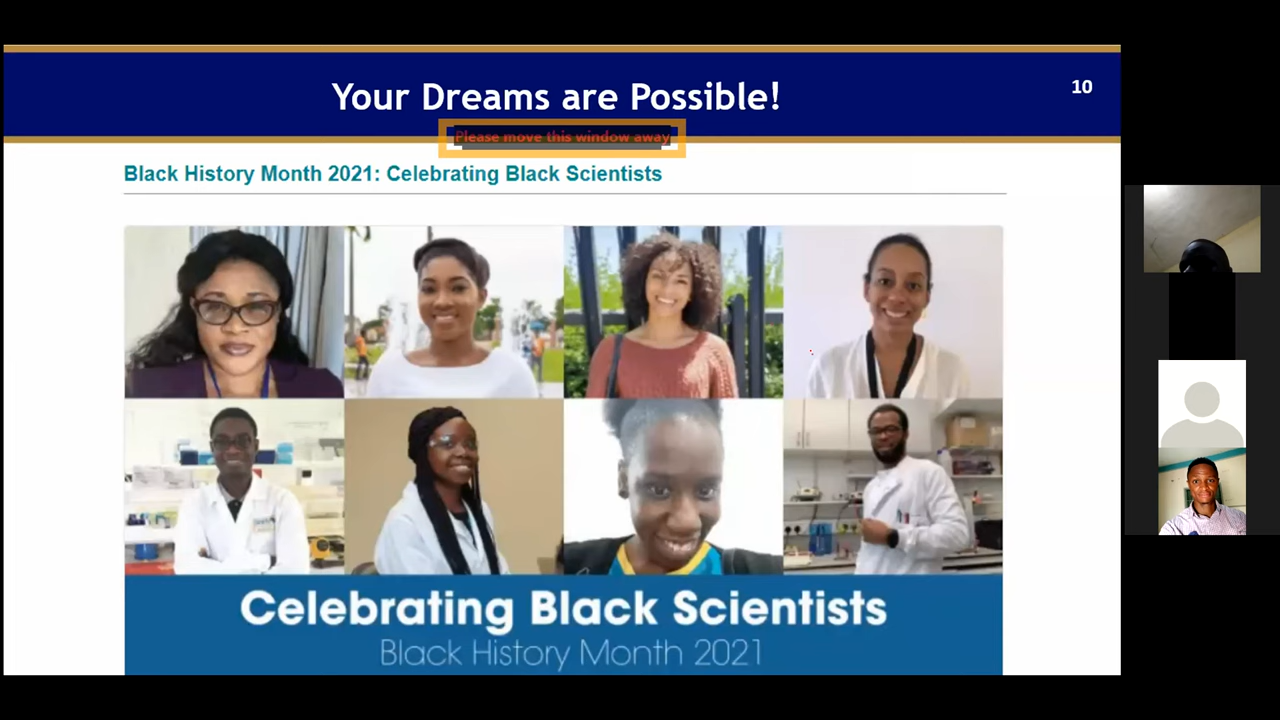 Your Dreams are Possible!
10
Please move this window away
Black History Month 2021: Celebrating Black Scientists
Celebrating Black Scientists
Black History Month 2021